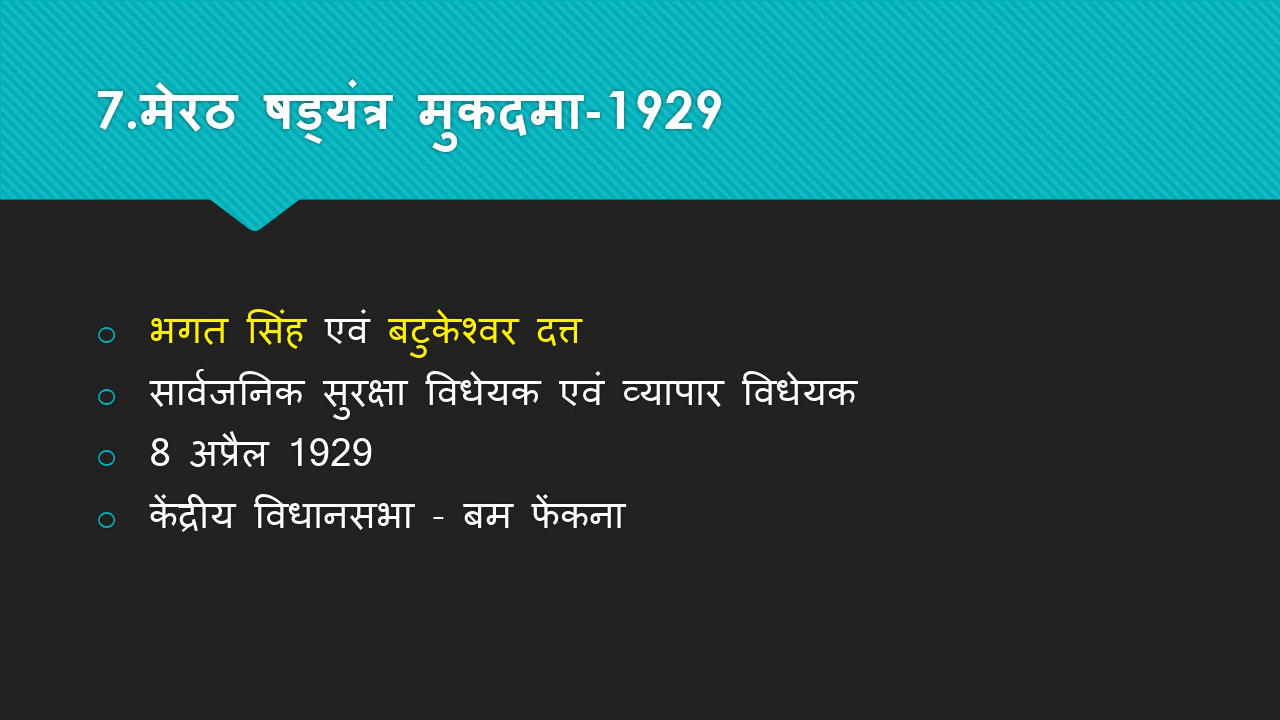 7.मेरठ षड्यंत्र मुकदमा-1929
भगत सिंह एवं बटुकेश्वर दत्त
सार्वजनिक सुरक्षा विधेयक एवं व्यापार विधेयक
8 अप्रैल 1929
केंद्रीय विधानसभा - बम फेंकना